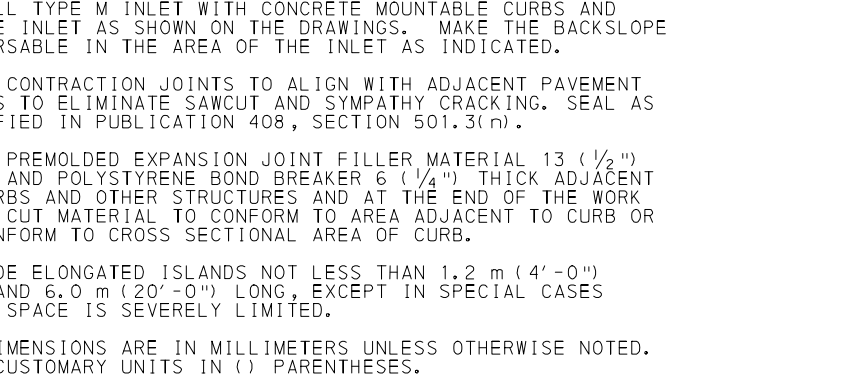 LL TYPE M INLET WITH CONCRETE MOUNTABLE CURBS AND
E INLET AS SHOWN ON THE DRAWINGS. MAKE THE BACKSLOPE
RSABLE IN THE AREA OF THE INLET AS INDICATED.
CONTRACTION JOINTS TO ALIGN WITH ADJACENT PAVEMENT
S TO ELIMINATE SAWCUT AND SYMPATHY CRACKING. SEAL AS
FIED IN PUBLICATION 408, SECTION 501.3(n).
PREMOLDED EXPANSION JOINT FILLER MATERIAL 13 (1/2")
AND POLYSTYRENE BOND BREAKER 6 (1/4") THICK ADJACENT
RBS AND OTHER STRUCTURES AND AT THE END OF THE WORK
CUT MATERIAL TO CONFORM TO AREA ADJACENT TO CURB OR
NFORM TO CROSS SECTIONAL AREA OF CURB.
DE ELONGATED ISLANDS NOT LESS THAN 1.2 m (4'-0")
AND 6.0 m (20'-0") LONG, EXCEPT IN SPECIAL CASES
SPACE IS SEVERELY LIMITED.
IMENSIONS ARE IN MILLIMETERS UNLESS OTHERWISE NOTED.
CUSTOMARY UNITS IN () PARENTHESES.